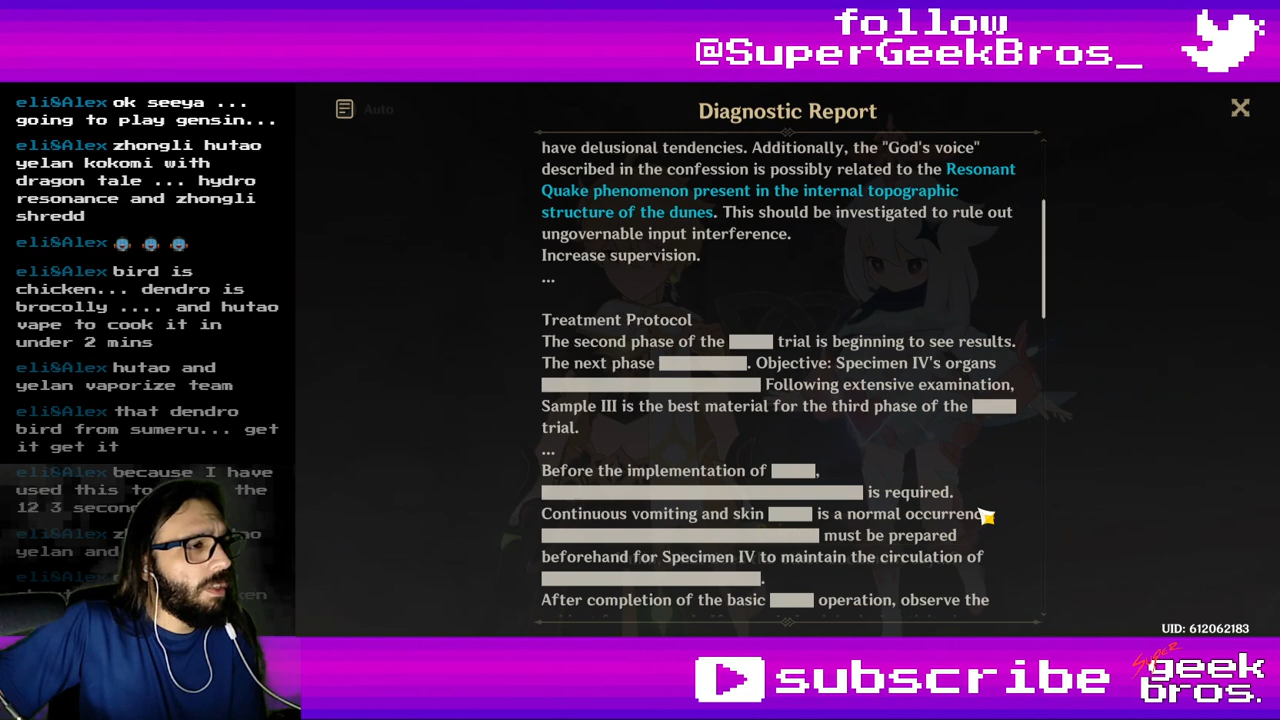 follow
@SuperGeekBros_
eli&Alex ok seeya ...
going to play gensin...
eli&Alex zhongli hutao
yelan kokomi with
dragon tale ... hydro
resonance and zhongli
shredd
eli&Alex
eli&Alex bird is
chicken... dendro is
brocolly .... and hutao
vape to cook it in
under 2 mins
eli&Alex hutao and
yelan vaporize team
eli&Alex that dendro
bird from sumeru... get
it get it
eli&Alex because I have
used this to the
12 3 second
yelan and
Auto
Diagnostic Report
have delusional tendencies. Additionally, the "God's voice"
described in the confession is possibly related to the Resonant
Quake phenomenon present in the internal topographic
structure of the dunes. This should be investigated to rule out
ungovernable input interference.
Increase supervision.
...
Treatment Protocol
The second phase of the trial is beginning to see results.
The next phase . Objective: Specimen IV's organs
Following extensive examination,
Sample III is the best material for the third phase of the
trial.
...
Before the implementation of ,
is required.
Continuous vomiting and skin is a normal occurrenc
must be prepared
beforehand for Specimen IV to maintain the circulation of
.
After completion of the basic operation, observe the
UID: 612062183
subscribe
SUPER
geek
bros.